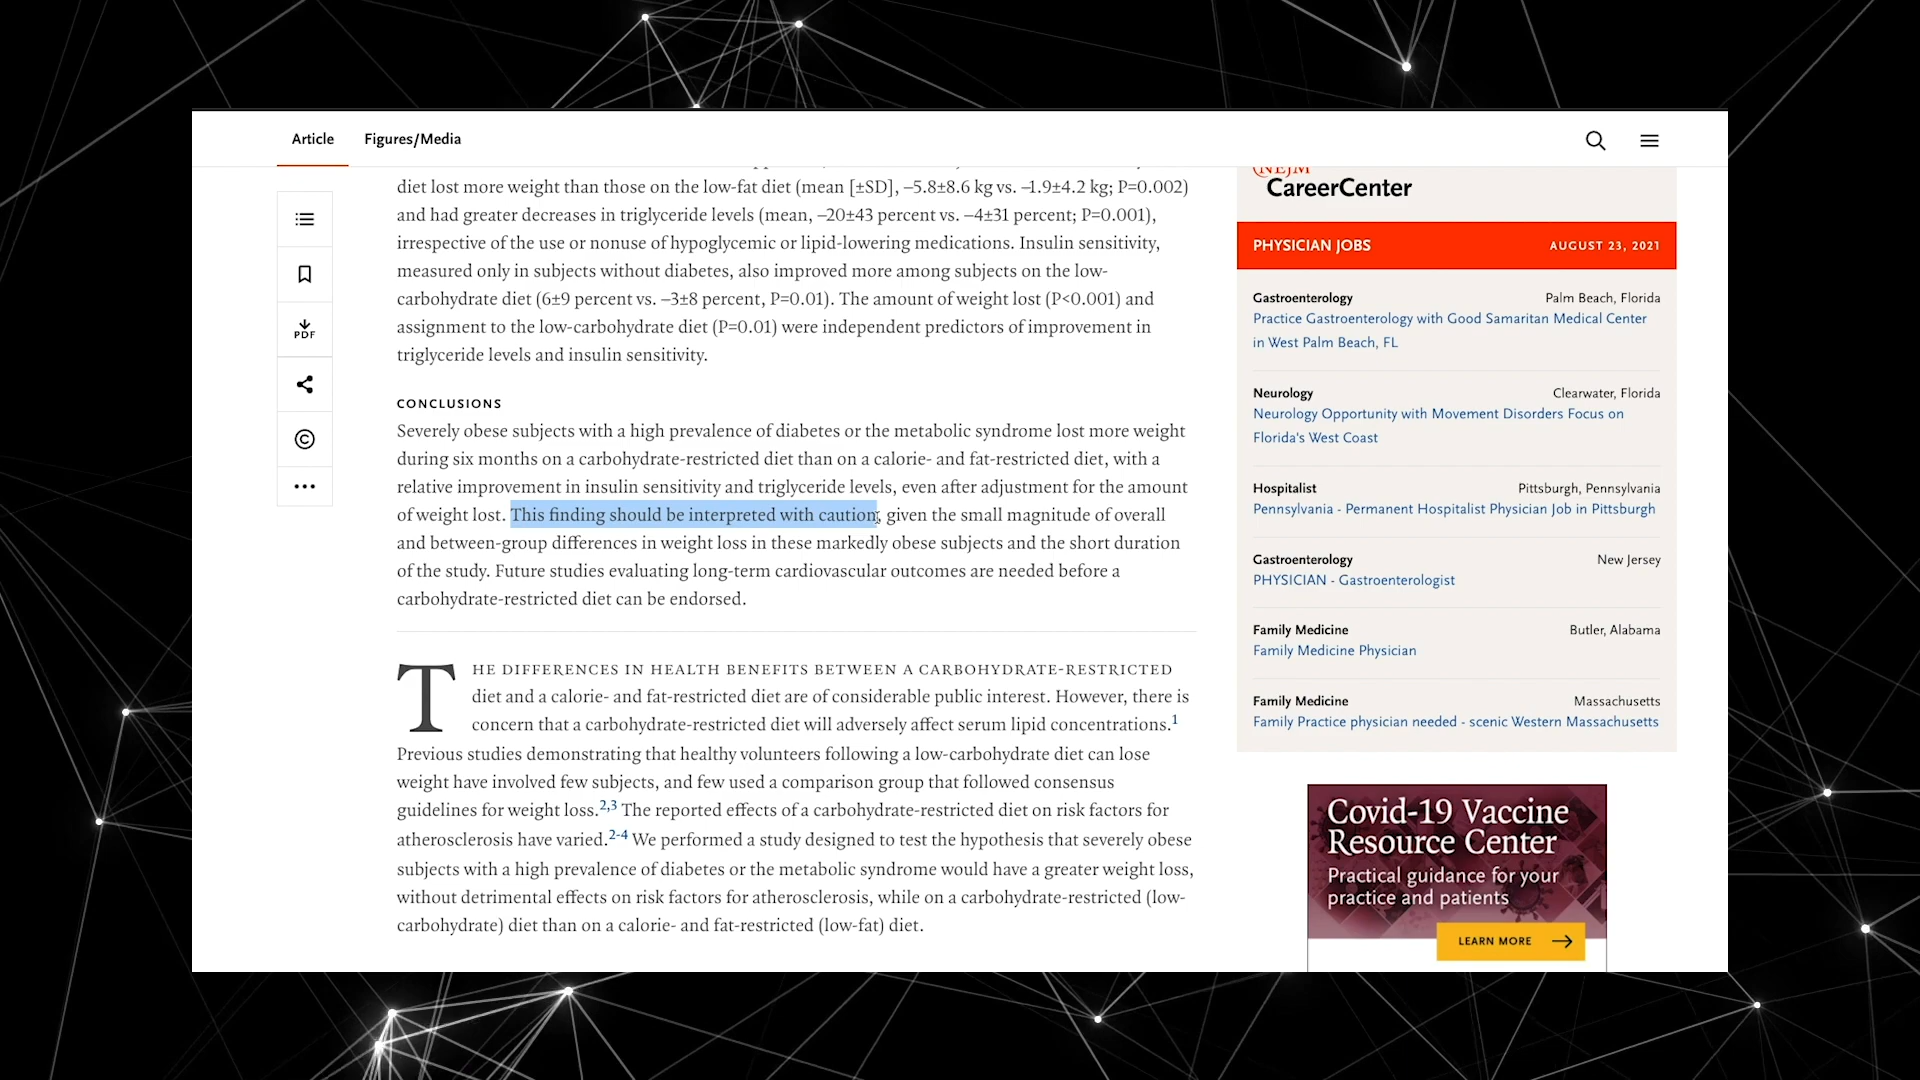 Article
Figures/Media
PDF
diet lost more weight than those on the low-fat diet (mean [±SD], –5.8±8.6 kg vs. –1.9±4.2 kg; P=0.002)
and had greater decreases in triglyceride levels (mean, –20±43 percent vs. –4±31 percent; P=0.001),
irrespective of the use or nonuse of hypoglycemic or lipid-lowering medications. Insulin sensitivity,
measured only in subjects without diabetes, also improved more among subjects on the low-
carbohydrate diet (6±9 percent vs. –3±8 percent, P=0.01). The amount of weight lost (P<0.001) and
assignment to the low-carbohydrate diet (P=0.01) were independent predictors of improvement in
triglyceride levels and insulin sensitivity.
CONCLUSIONS
Severely obese subjects with a high prevalence of diabetes or the metabolic syndrome lost more weight
during six months on a carbohydrate-restricted diet than on a calorie- and fat-restricted diet, with a
relative improvement in insulin sensitivity and triglyceride levels, even after adjustment for the amount
of weight lost. This finding should be interpreted with caution, given the small magnitude of overall
and between-group differences in weight loss in these markedly obese subjects and the short duration
of the study. Future studies evaluating long-term cardiovascular outcomes are needed before a
carbohydrate-restricted diet can be endorsed.
THE DIFFERENCES IN HEALTH BENEFITS BETWEEN A CARBOHYDRATE-RESTRICTED
diet and a calorie- and fat-restricted diet are of considerable public interest. However, there is
concern that a carbohydrate-restricted diet will adversely affect serum lipid concentrations.1
Previous studies demonstrating that healthy volunteers following a low-carbohydrate diet can lose
weight have involved few subjects, and few used a comparison group that followed consensus
guidelines for weight loss.2,3 The reported effects of a carbohydrate-restricted diet on risk factors for
atherosclerosis have varied.2-4 We performed a study designed to test the hypothesis that severely obese
subjects with a high prevalence of diabetes or the metabolic syndrome would have a greater weight loss,
without detrimental effects on risk factors for atherosclerosis, while on a carbohydrate-restricted (low-
carbohydrate) diet than on a calorie- and fat-restricted (low-fat) diet.
NEJM
CareerCenter
PHYSICIAN JOBS AUGUST 23, 2021
Gastroenterology Palm Beach, Florida
Practice Gastroenterology with Good Samaritan Medical Center
in West Palm Beach, FL
Neurology Clearwater, Florida
Neurology Opportunity with Movement Disorders Focus on
Florida's West Coast
Hospitalist Pittsburgh, Pennsylvania
Pennsylvania - Permanent Hospitalist Physician Job in Pittsburgh
Gastroenterology New Jersey
PHYSICIAN - Gastroenterologist
Family Medicine Butler, Alabama
Family Medicine Physician
Family Medicine Massachusetts
Family Practice physician needed - scenic Western Massachusetts
Covid-19 Vaccine
Resource Center
Practical guidance for your
practice and patients
LEARN MORE